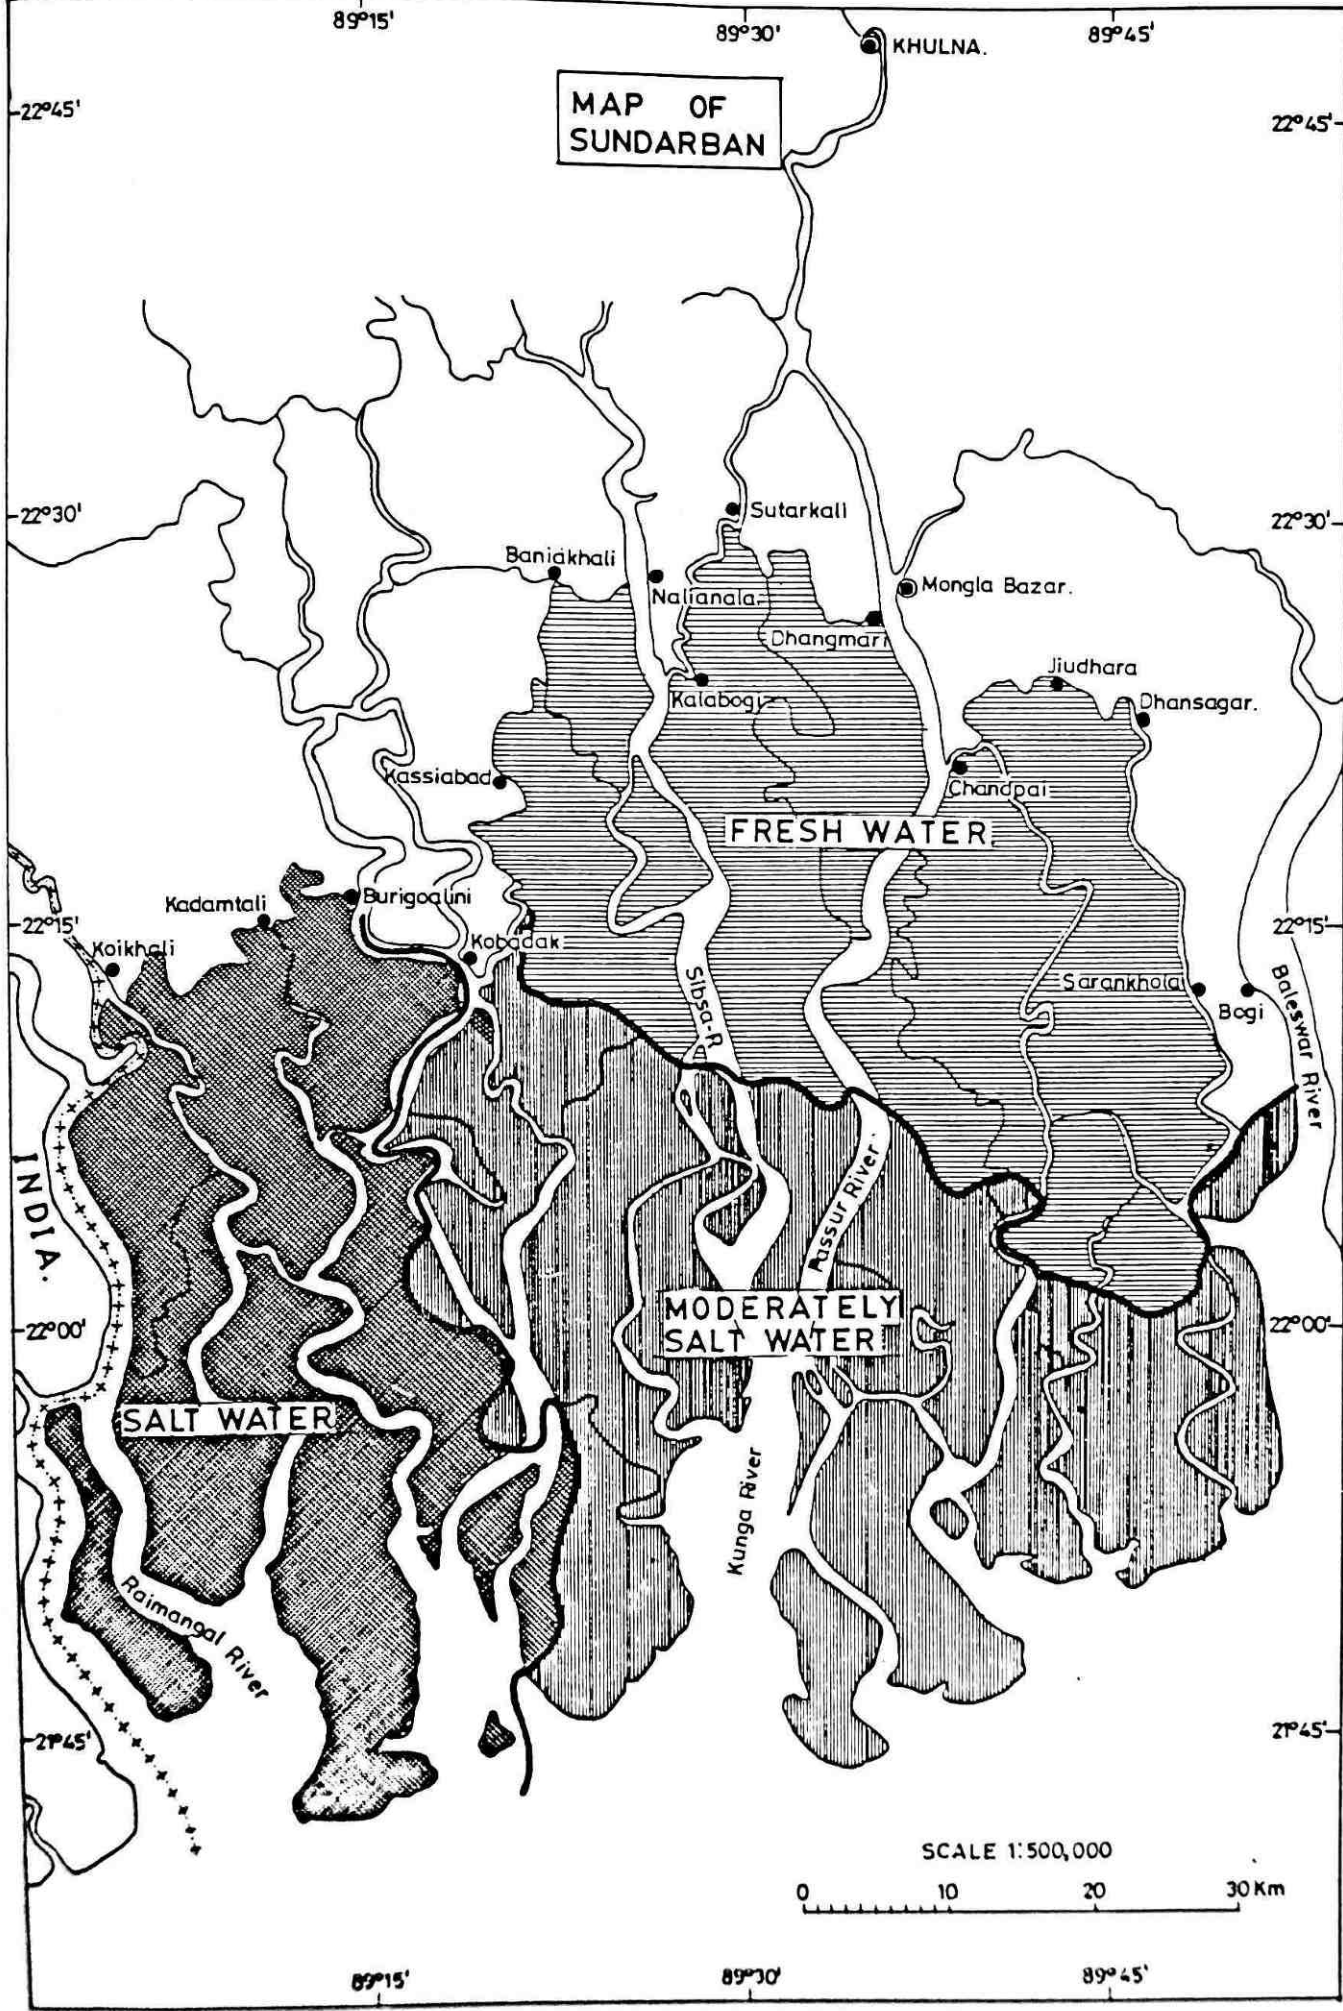 89°15'
89°30'
89°45'
KHULNA.
MAP OF
SUNDARBAN
22°45'
22°45'
22°30'
22°30'
Sutarkali
Baniakhali
Nalianala.
Mongla Bazar.
Dhangmari
Jiudhara
Kalabogi
Dhansagar.
Kassiabad
Chandpai
FRESH WATER
Kadamtali
Burigoalini
22°15'
22°15'
Koikhali
Kobadak
Sibsa-R
Sarankhola
Bogi
Baleswar River
INDIA.
Passur River
MODERATELY
SALT WATER
22°00'
22°00'
SALT WATER
Kunga River
Raimangal River
21°45'
21°45'
SCALE 1:500,000
0 10 20 30 Km
89°15'
89°30'
89°45'